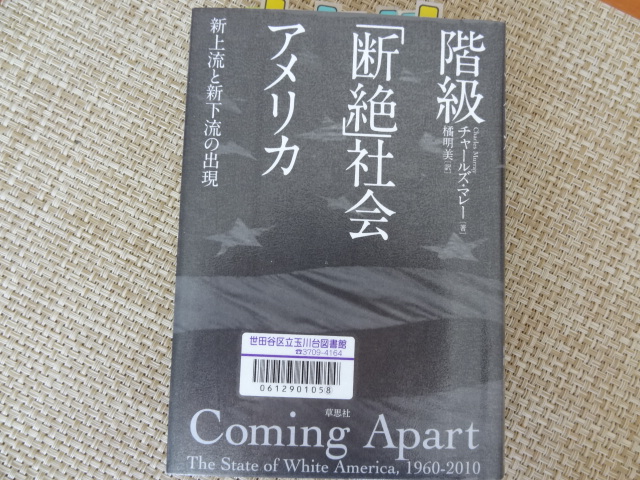 階級
「断絶」社会
アメリカ
新上流と新下流の出現
Charles Murray
チャールズ・マレー[著]
橘明美[訳]
世田谷区立玉川台図書館
☎3709-4164
0612901058
草思社
Coming Apart
The State of White America, 1960-2010